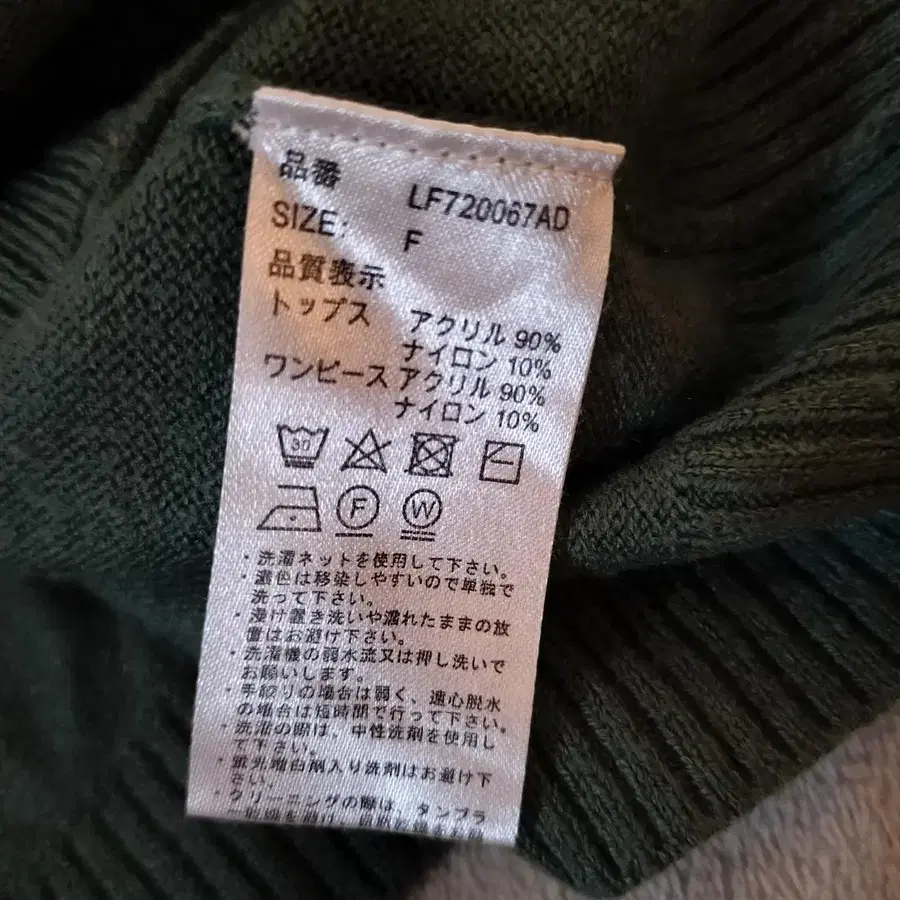 品番 LF720067AD
SIZE: F
品質表示
トップス アクリル 90%
ナイロン 10%
ワンピース アクリル 90%
ナイロン 10%
30
F W
・洗濯ネットを使用して下さい。
・濃色は移染しやすいので単独で
洗って下さい。
・浸け置き洗いや濡れたままの放
置はお避け下さい。
・洗濯機の弱水流又は押し洗いで
お願いします。
・手絞りの場合は弱く、遠心脱水
の場合は短時間で行って下さい。
・洗濯の際は、中性洗剤を使用し
て下さい。
・蛍光増白剤入り洗剤はお避け下
さい。
・クリーニングの際は、タンブラ